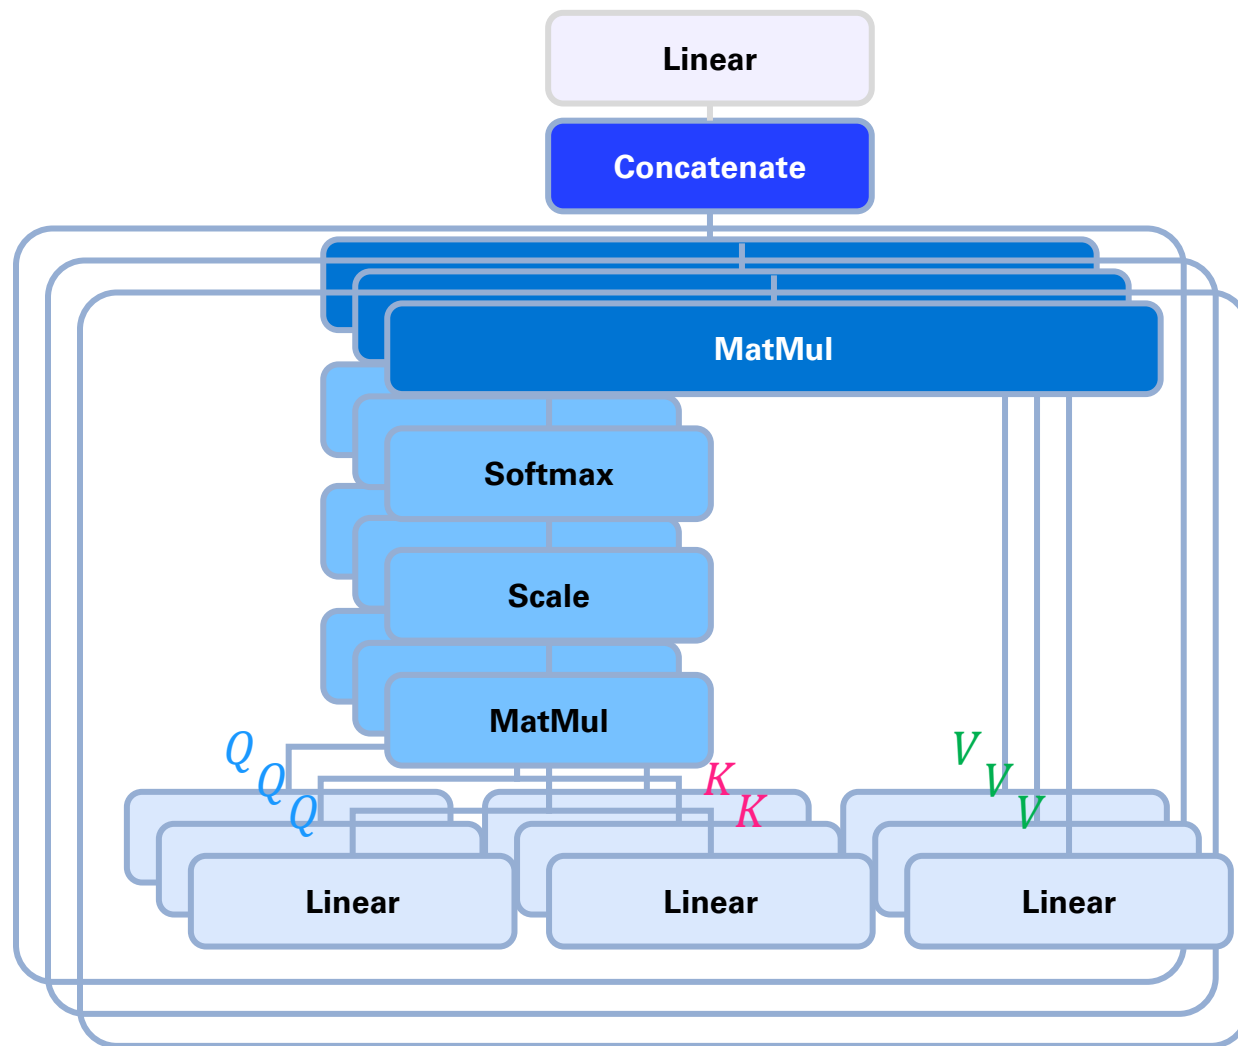 Linear
Concatenate
MatMul
Softmax
Scale
MatMul
Q
Q
Q
K
K
V
V
V
Linear
Linear
Linear